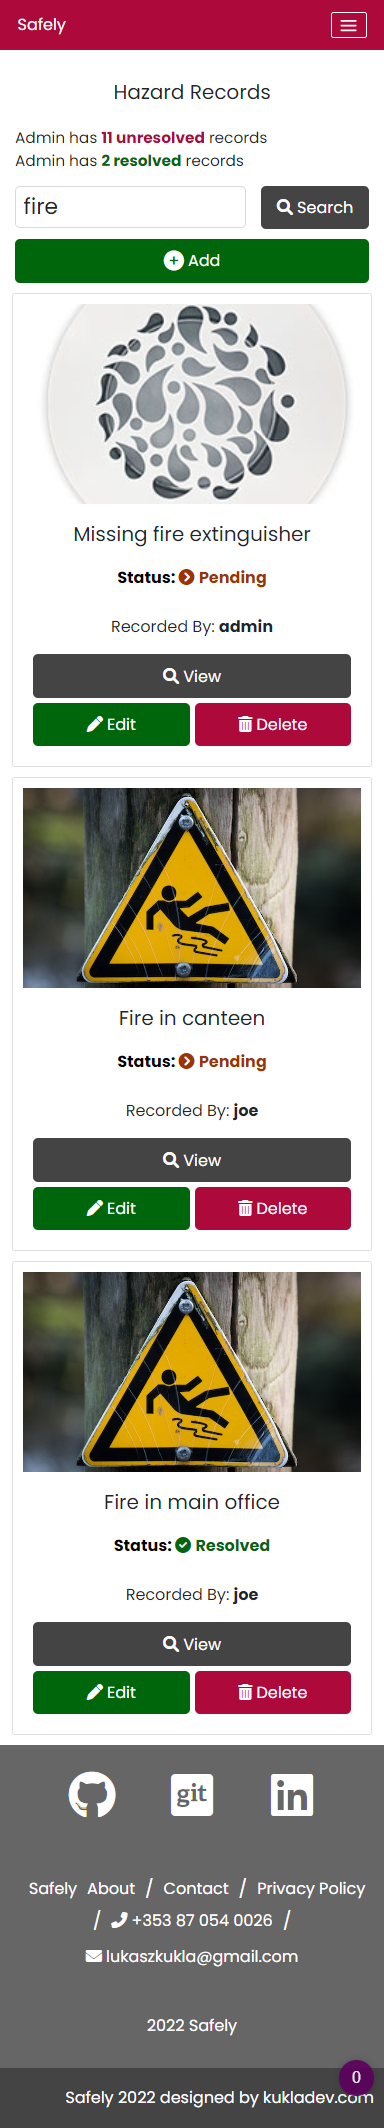 Safely
Hazard Records
Admin has 11 unresolved records
Admin has 2 resolved records
fire
Search
Add
Missing fire extinguisher
Status: Pending
Recorded By: admin
View
Edit Delete
Fire in canteen
Status: Pending
Recorded By: joe
View
Edit Delete
Fire in main office
Status: Resolved
Recorded By: joe
View
Edit Delete
git in
Safely About / Contact / Privacy Policy
/ +353 87 054 0026 /
lukaszkukla@gmail.com
2022 Safely
0
Safely 2022 designed by kukladev.com